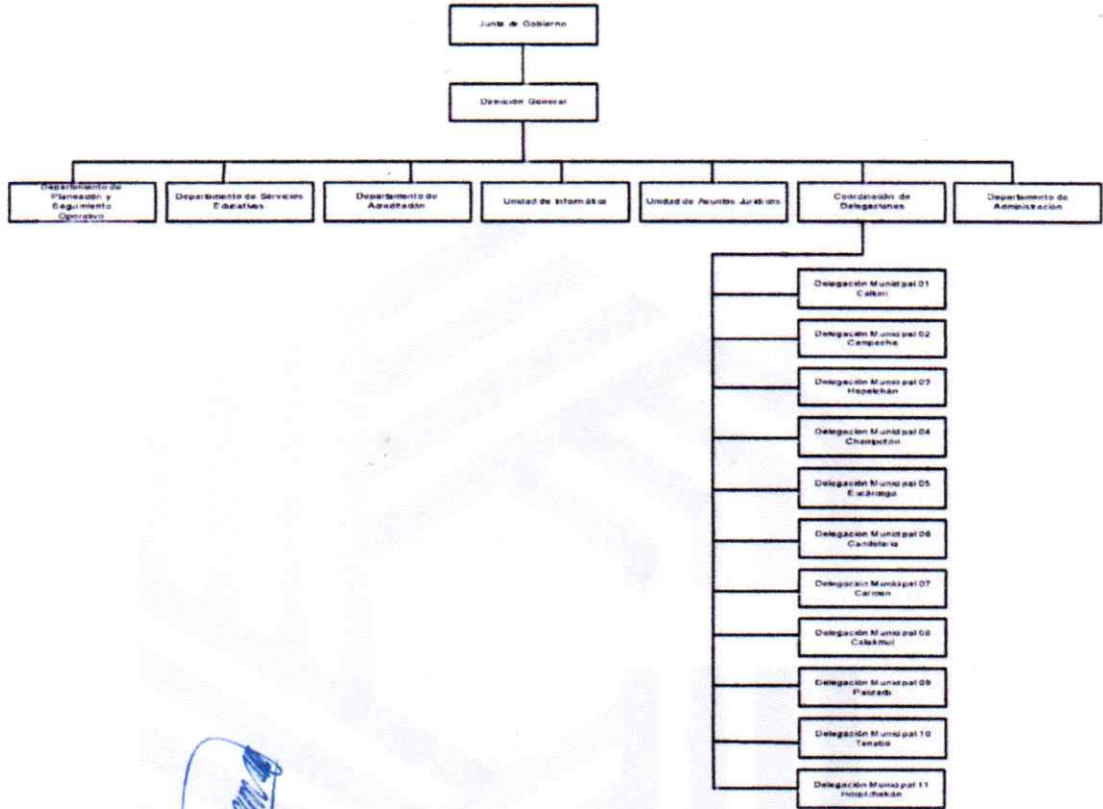 Junta de Gobierno
Dirección General
Departamento de
Planeación y
Seguimiento
Operativo
Departamento de Servicios
Educativos
Departamento de
Acreditación
Unidad de Informática
Unidad de Asuntos Jurídicos
Coordinación de
Delegaciones
Departamento de
Administración
Delegación Municipal 01
Calkiní
Delegación Municipal 02
Campeche
Delegación Municipal 03
Hopelchén
Delegación Municipal 04
Champotón
Delegación Municipal 05
Escárcega
Delegación Municipal 06
Candelaria
Delegación Municipal 07
Carmen
Delegación Municipal 08
Calakmul
Delegación Municipal 09
Palizada
Delegación Municipal 10
Tenabo
Delegación Municipal 11
Hecelchakán